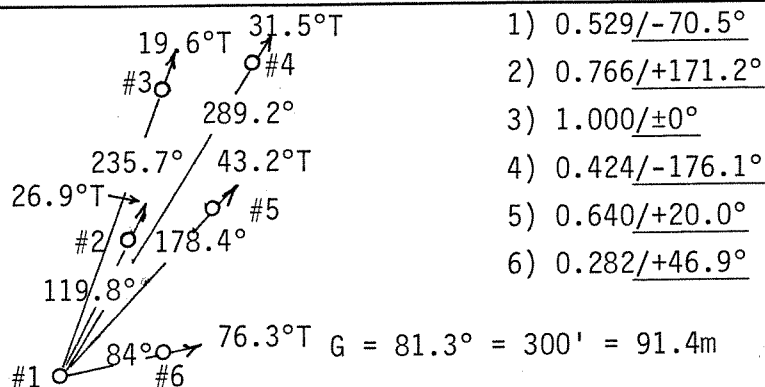 19.6°T
31.5°T
#3
#4
289.2°
235.7°
43.2°T
26.9°T
#5
#2
178.4°
119.8°
84°
76.3°T
#1
#6
1) 0.529/-70.5°
2) 0.766/+171.2°
3) 1.000/±0°
4) 0.424/-176.1°
5) 0.640/+20.0°
6) 0.282/+46.9°
G = 81.3° = 300' = 91.4m